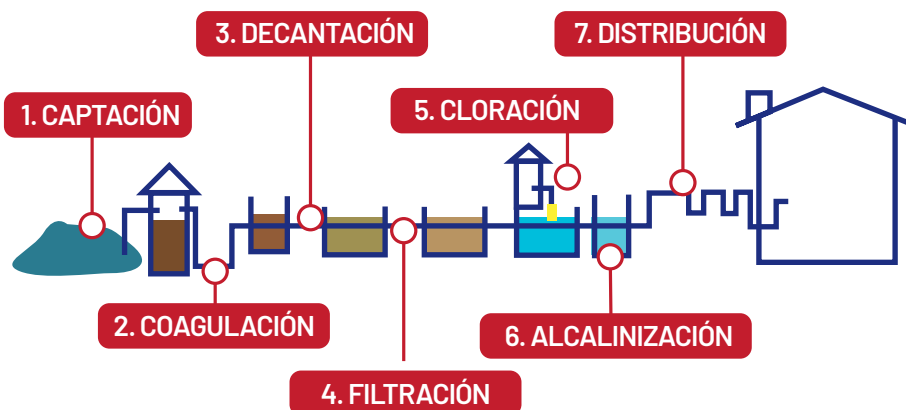 1. CAPTACIÓN
2. COAGULACIÓN
3. DECANTACIÓN
4. FILTRACIÓN
5. CLORACIÓN
6. ALCALINIZACIÓN
7. DISTRIBUCIÓN